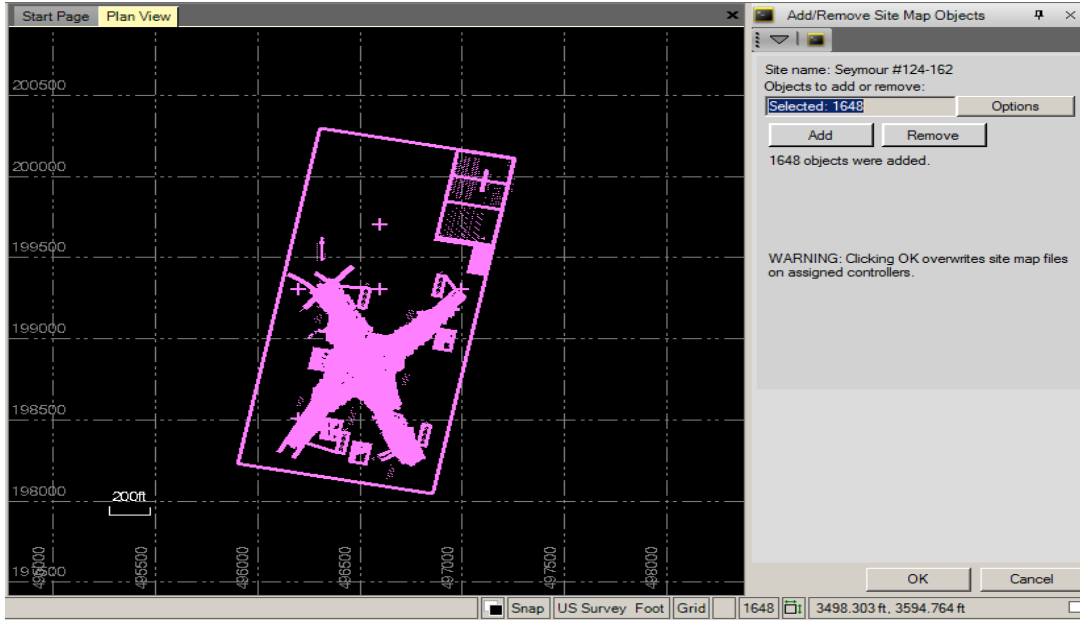 Start Page
Plan View
Add/Remove Site Map Objects
Site name: Seymour #124-162
Objects to add or remove:
Selected: 1648
Options
Add
Remove
1648 objects were added.
WARNING: Clicking OK overwrites site map files
on assigned controllers.
OK
Cancel
200500
200000
199500
199000
198500
198000
200ft
495000
495500
496000
496500
497000
497500
498000
Snap
US Survey Foot
Grid
1648
3498.303 ft, 3594.764 ft